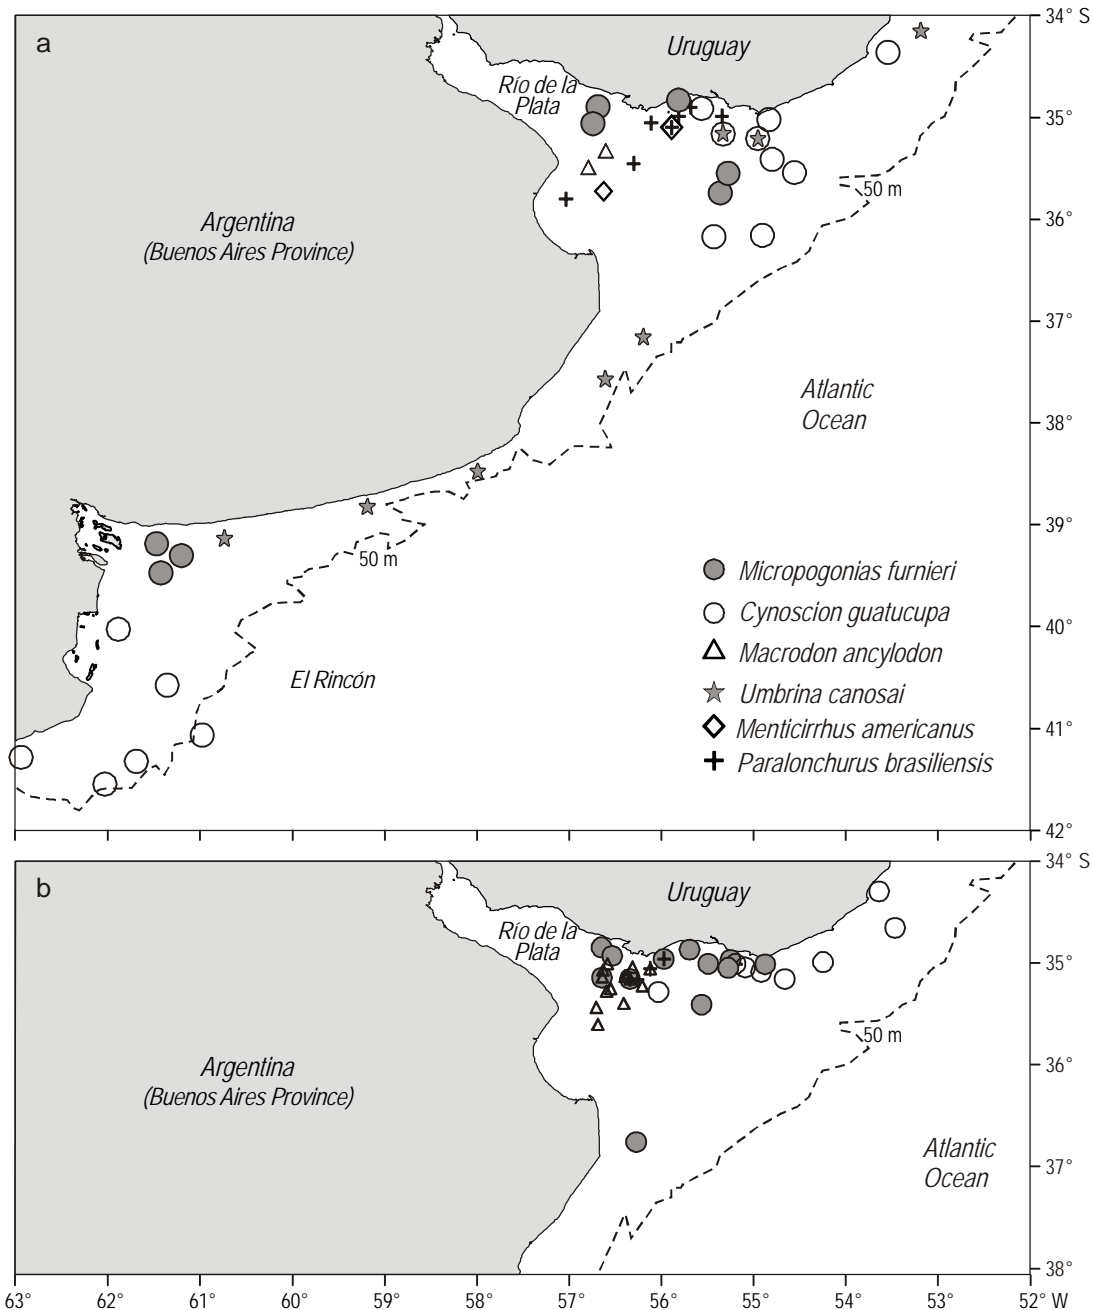 a
Uruguay
Río de la
Plata
Argentina
(Buenos Aires Province)
50 m
Atlantic
Ocean
50 m
El Rincón
Micropogonias furnieri
Cynoscion guatucupa
Macrodon ancylodon
Umbrina canosai
Menticirrhus americanus
Paralonchurus brasiliensis
34° S
35°
36°
37°
38°
39°
40°
41°
42°
b
Uruguay
Río de la
Plata
Argentina
(Buenos Aires Province)
50 m
Atlantic
Ocean
34° S
35°
36°
37°
38°
63° 62° 61° 60° 59° 58° 57° 56° 55° 54° 53° 52° W